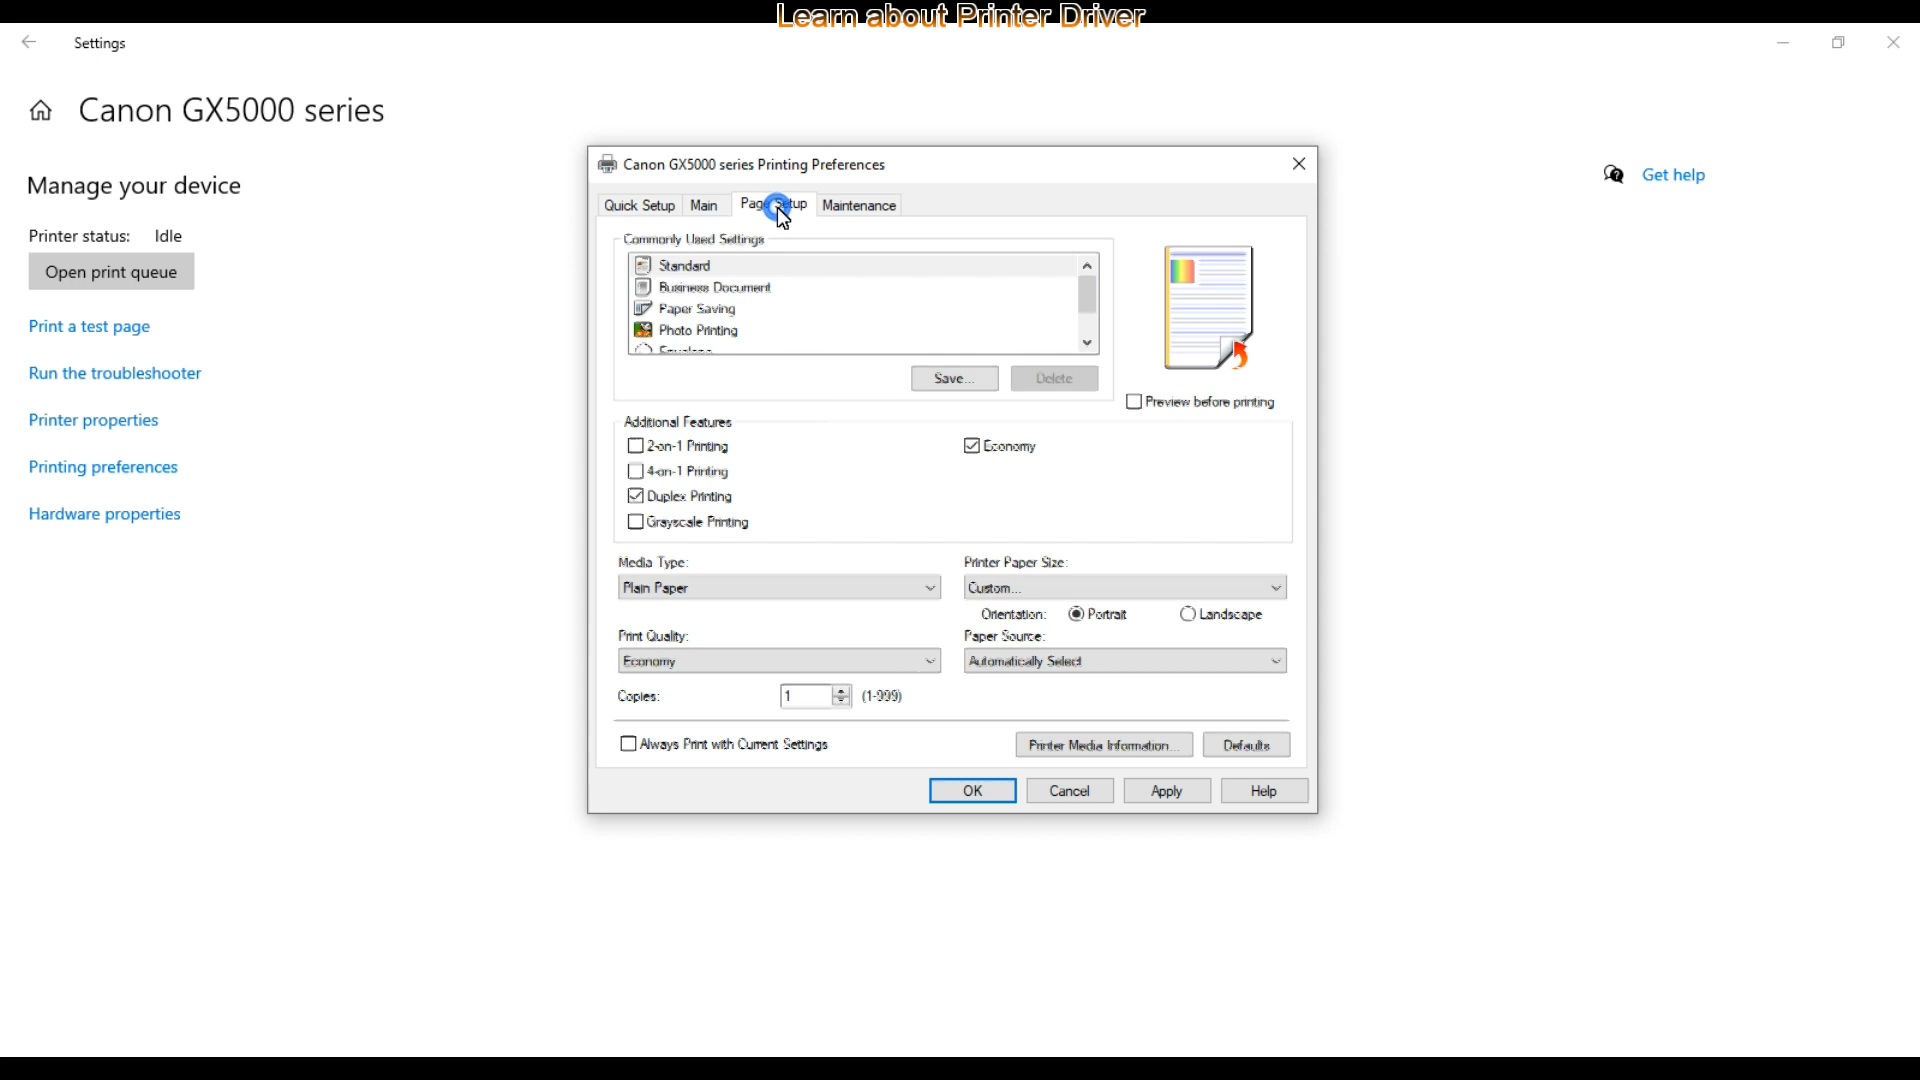 Learn about Printer Driver
Settings
Canon GX5000 series
Manage your device
Printer status: Idle
Open print queue
Print a test page
Run the troubleshooter
Printer properties
Printing preferences
Hardware properties
Get help
Canon GX5000 series Printing Preferences
Quick Setup Main Page Setup Maintenance
Commonly Used Settings
Standard
Business Document
Paper Saving
Photo Printing
Envelope
Save... Delete
Preview before printing
Additional Features
2-on-1 Printing Economy
4-on-1 Printing
Duplex Printing
Grayscale Printing
Media Type: Printer Paper Size:
Plain Paper Custom...
Orientation: Portrait Landscape
Print Quality: Paper Source:
Economy Automatically Select
Copies: 1 (1-999)
Always Print with Current Settings Printer Media Information... Defaults
OK Cancel Apply Help